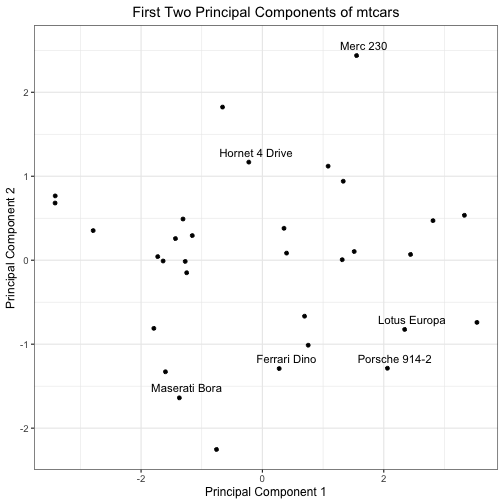 First Two Principal Components of mtcars
Merc 230
Hornet 4 Drive
Lotus Europa
Ferrari Dino
Porsche 914-2
Maserati Bora
2
1
0
-1
-2
Principal Component 2
-2
0
2
Principal Component 1